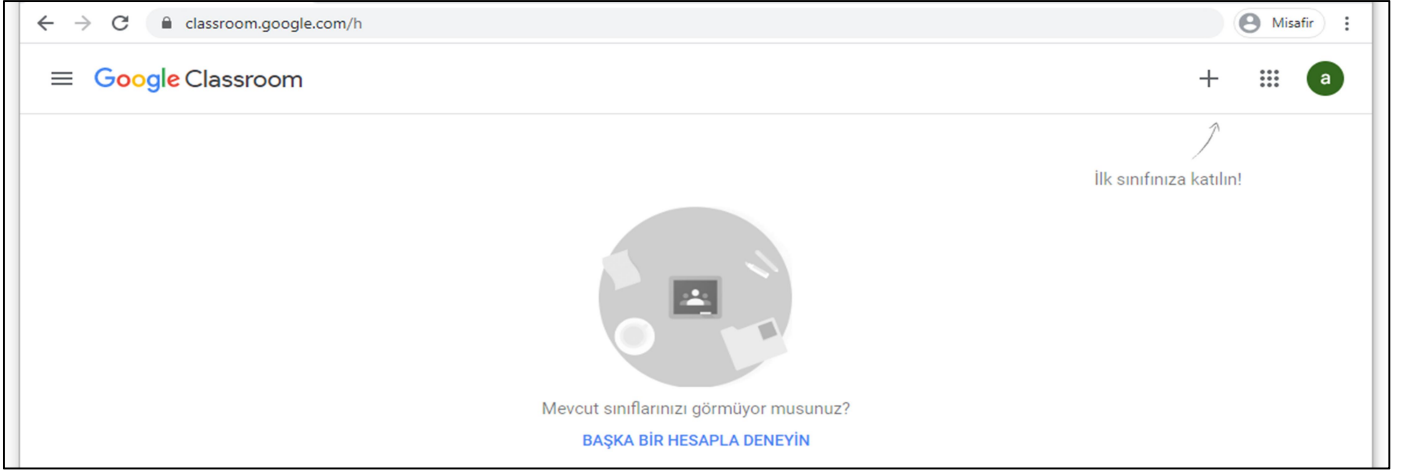 classroom.google.com/h
Misafir
Google Classroom
a
İlk sınıfınıza katılın!
Mevcut sınıflarınızı görmüyor musunuz?
BAŞKA BİR HESAPLA DENEYİN